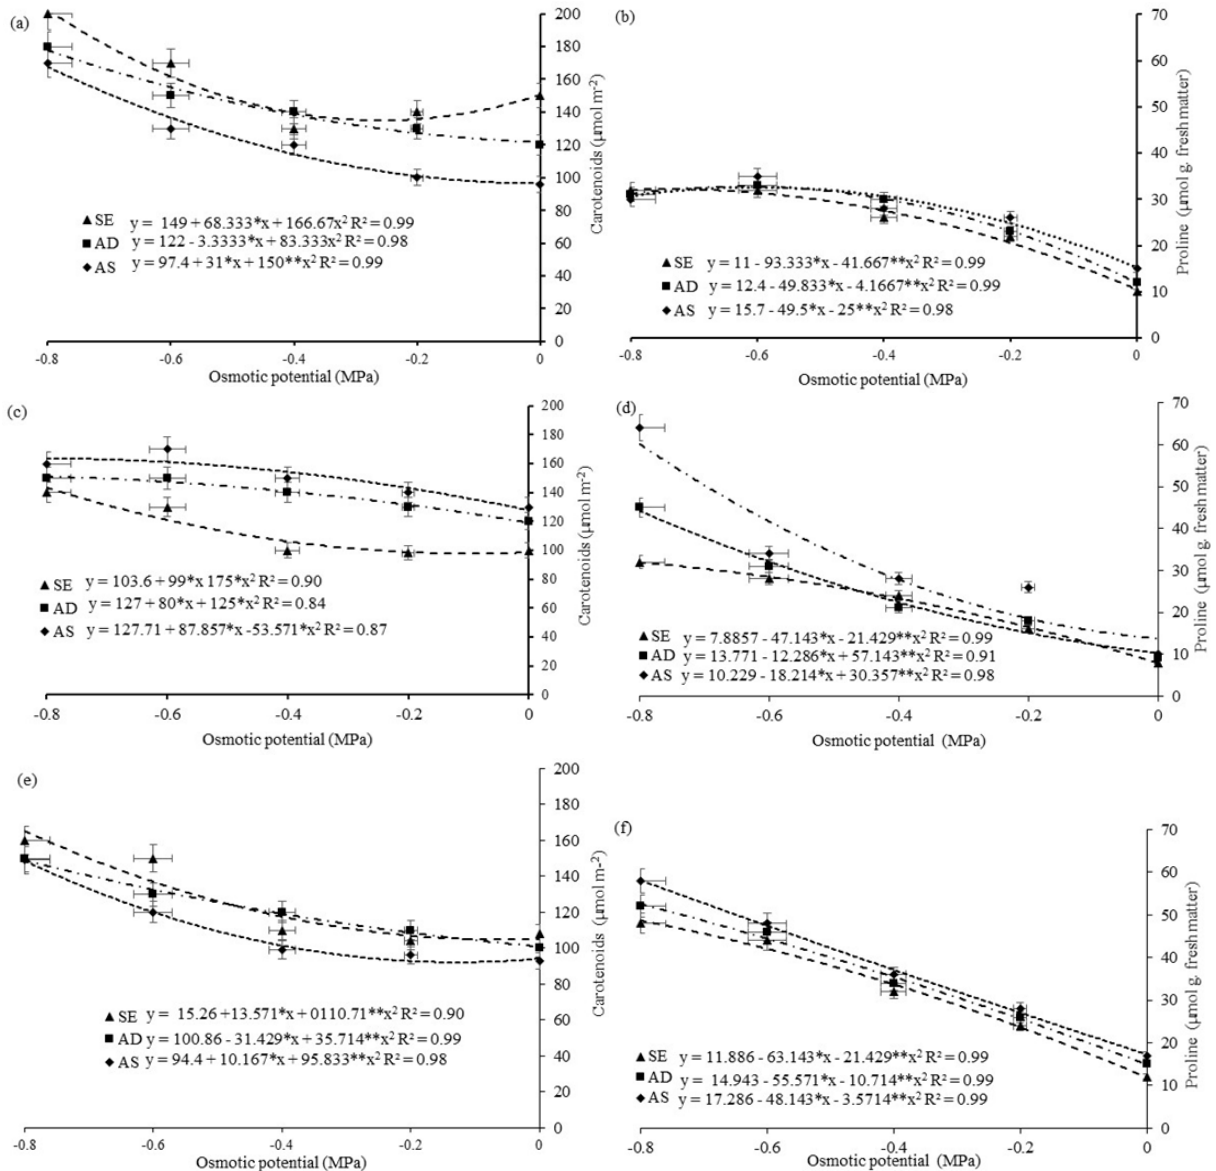 (a)
200
180
160
140
120
100
80
60
40
20
0
Carotenoids (μmol m-2)
SE y = 149 + 68.333*x + 166.67x2 R2 = 0.99
AD y = 122 - 3.3333*x + 83.333x2 R2 = 0.98
AS y = 97.4 + 31*x + 150**x2 R2 = 0.99
-0.8 -0.6 -0.4 -0.2 0
Osmotic potential (MPa)
(b)
70
60
50
40
30
20
10
0
Proline (μmol g. fresh matter)
SE y = 11 - 93.333*x - 41.667**x2 R2 = 0.99
AD y = 12.4 - 49.833*x - 4.1667**x2 R2 = 0.99
AS y = 15.7 - 49.5*x - 25**x2 R2 = 0.98
-0.8 -0.6 -0.4 -0.2 0
Osmotic potential (MPa)
(c)
200
180
160
140
120
100
80
60
40
20
0
Carotenoids (μmol m-2)
SE y = 103.6 + 99*x 175*x2 R2 = 0.90
AD y = 127 + 80*x + 125*x2 R2 = 0.84
AS y = 127.71 + 87.857*x -53.571*x2 R2 = 0.87
-0.8 -0.6 -0.4 -0.2 0
Osmotic potential (MPa)
(d)
70
60
50
40
30
20
10
0
Proline (μmol g. fresh matter)
SE y = 7.8857 - 47.143*x - 21.429**x2 R2 = 0.99
AD y = 13.771 - 12.286*x + 57.143**x2 R2 = 0.91
AS y = 10.229 - 18.214*x + 30.357**x2 R2 = 0.98
-0.8 -0.6 -0.4 -0.2 0
Osmotic potential (MPa)
(e)
200
180
160
140
120
100
80
60
40
20
0
Carotenoids (μmol m-2)
SE y = 15.26 +13.571*x + 0110.71**x2 R2 = 0.90
AD y = 100.86 - 31.429*x + 35.714**x2 R2 = 0.99
AS y = 94.4 + 10.167*x + 95.833**x2 R2 = 0.98
-0.8 -0.6 -0.4 -0.2 0
Osmotic potential (MPa)
(f)
70
60
50
40
30
20
10
0
Proline (μmol g. fresh matter)
SE y = 11.886 - 63.143*x - 21.429**x2 R2 = 0.99
AD y = 14.943 - 55.571*x - 10.714**x2 R2 = 0.99
AS y = 17.286 - 48.143*x - 3.5714**x2 R2 = 0.99
-0.8 -0.6 -0.4 -0.2 0
Osmotic potential (MPa)